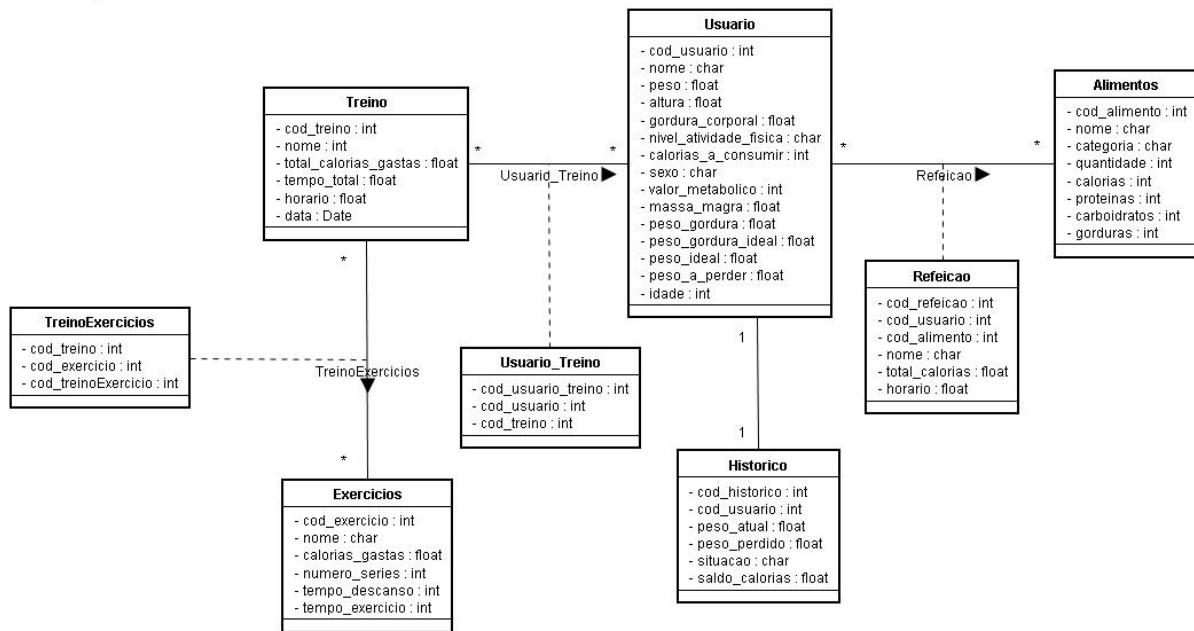 Usuario
- cod_usuario : int
- nome : char
- peso : float
- altura : float
- gordura_corporal : float
- nivel_atividade_fisica : char
- calorias_a_consumir : int
- sexo : char
- valor_metabolico : int
- massa_magra : float
- peso_gordura : float
- peso_gordura_ideal : float
- peso_ideal : float
- peso_a_perder : float
- idade : int
Treino
- cod_treino : int
- nome : int
- total_calorias_gastas : float
- tempo_total : float
- horario : float
- data : Date
*
*
Usuario_Treino
*
*
Refeicao
Alimentos
- cod_alimento : int
- nome : char
- categoria : char
- quantidade : int
- calorias : int
- proteinas : int
- carboidratos : int
- gorduras : int
*
TreinoExercicios
- cod_treino : int
- cod_exercicio : int
- cod_treinoExercicio : int
TreinoExercicios
*
Usuario_Treino
- cod_usuario_treino : int
- cod_usuario : int
- cod_treino : int
Refeicao
- cod_refeicao : int
- cod_usuario : int
- cod_alimento : int
- nome : char
- total_calorias : float
- horario : float
1
1
Exercicios
- cod_exercicio : int
- nome : char
- calorias_gastas : float
- numero_series : int
- tempo_descanso : int
- tempo_exercicio : int
Historico
- cod_historico : int
- cod_usuario : int
- peso_atual : float
- peso_perdido : float
- situacao : char
- saldo_calorias : float